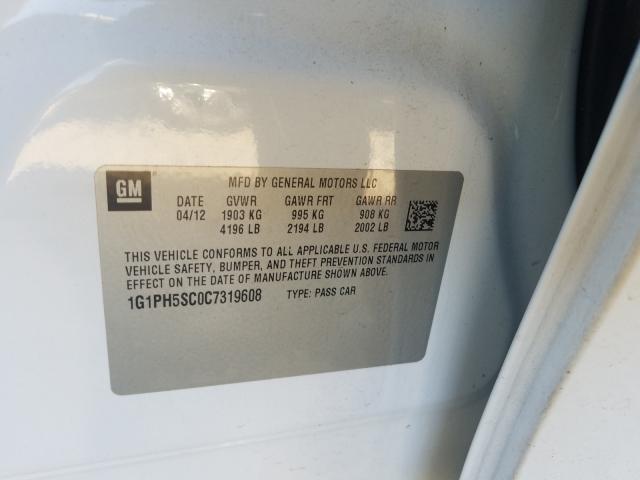 GM
MFD BY GENERAL MOTORS LLC
DATE GVWR GAWR FRT GAWR RR
04/12 1903 KG 995 KG 908 KG
4196 LB 2194 LB 2002 LB
THIS VEHICLE CONFORMS TO ALL APPLICABLE U.S. FEDERAL MOTOR
VEHICLE SAFETY, BUMPER, AND THEFT PREVENTION STANDARDS IN
EFFECT ON THE DATE OF MANUFACTURE SHOWN ABOVE.
1G1PH5SC0C7319608 TYPE: PASS CAR